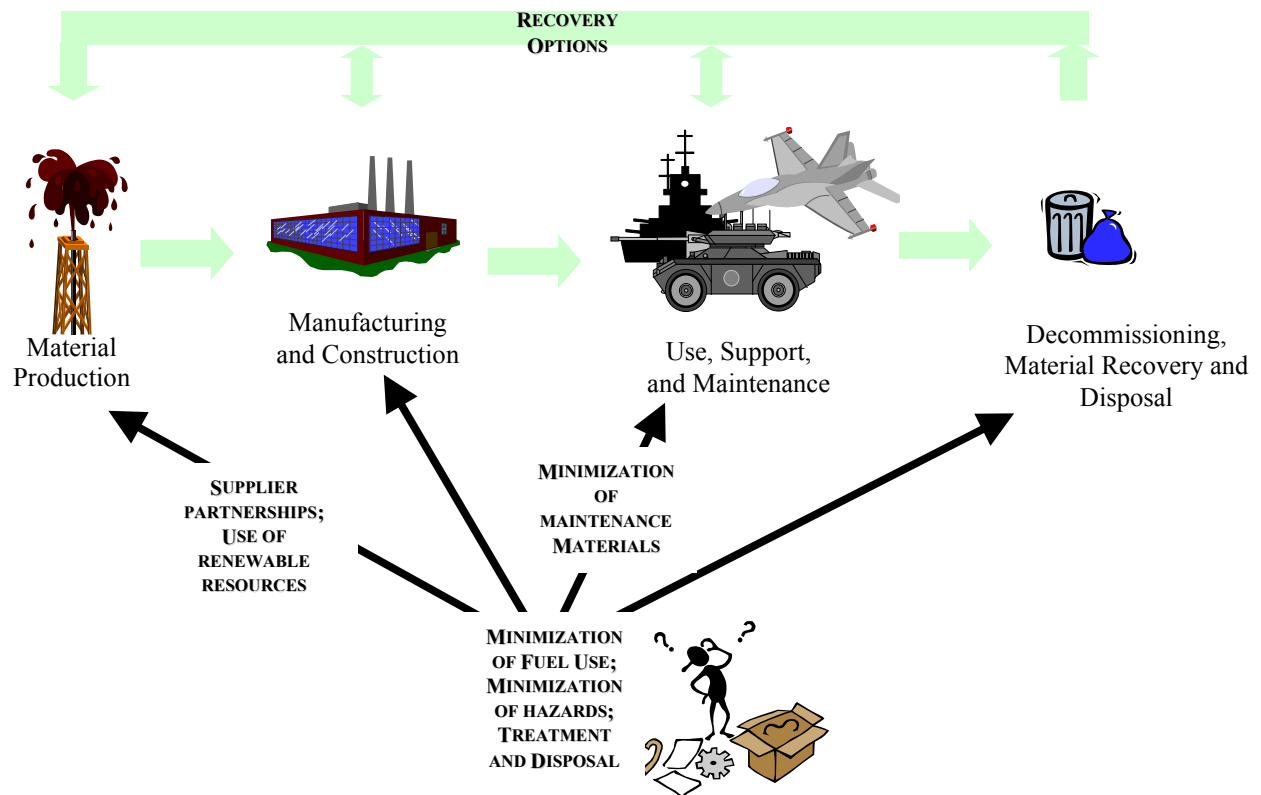 RECOVERY
OPTIONS
Material
Production
Manufacturing
and Construction
Use, Support,
and Maintenance
Decommissioning,
Material Recovery and
Disposal
SUPPLIER
PARTNERSHIPS;
USE OF
RENEWABLE
RESOURCES
MINIMIZATION
OF
MAINTENANCE
MATERIALS
MINIMIZATION
OF FUEL USE;
MINIMIZATION
OF HAZARDS;
TREATMENT
AND DISPOSAL
? ?